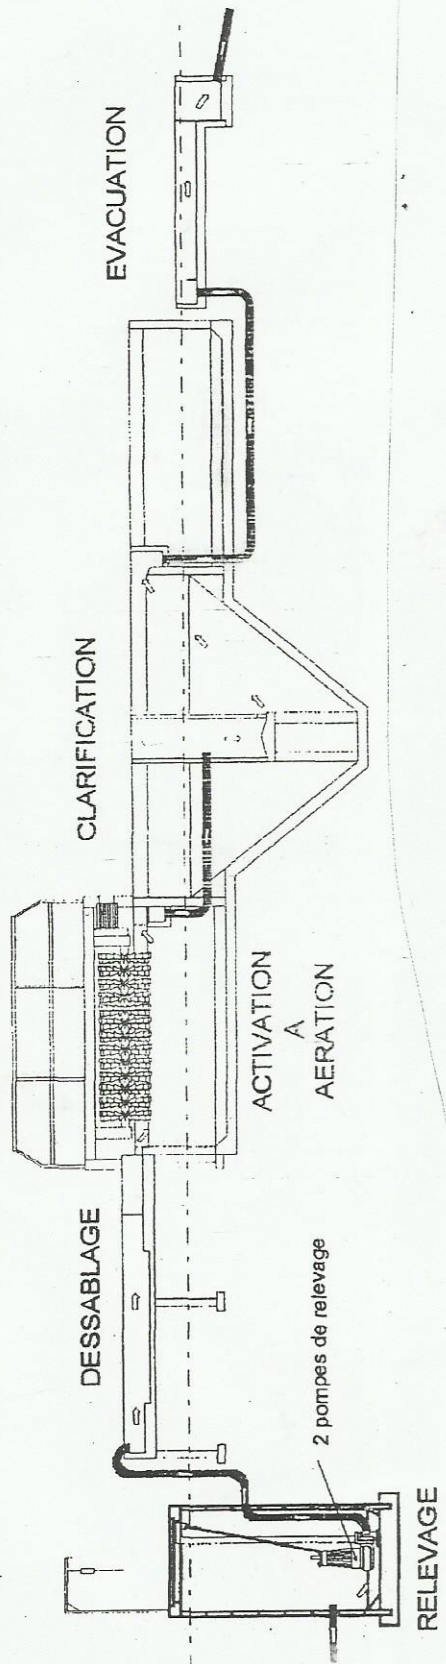 RELEVAGE
2 pompes de relevage
DESSABLAGE
ACTIVATION
A
AERATION
CLARIFICATION
EVACUATION